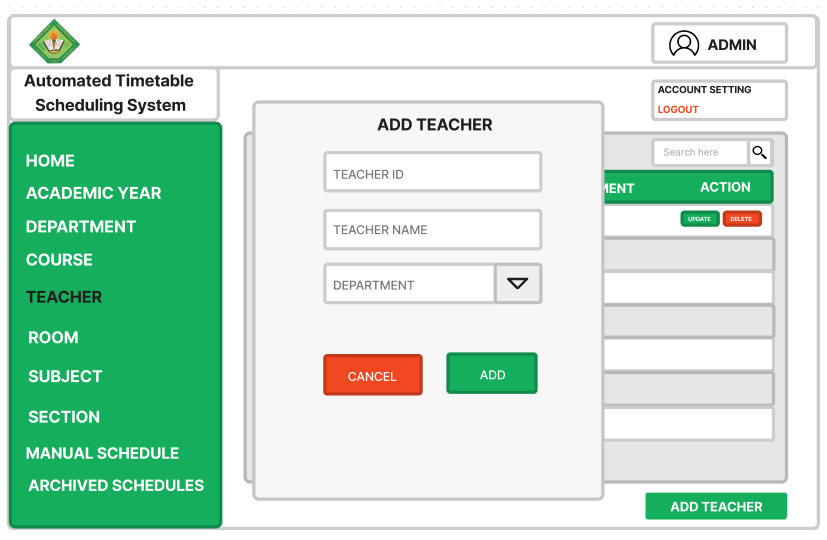 ADMIN
Automated Timetable
Scheduling System
ACCOUNT SETTING
LOGOUT
HOME
ACADEMIC YEAR
DEPARTMENT
COURSE
TEACHER
ROOM
SUBJECT
SECTION
MANUAL SCHEDULE
ARCHIVED SCHEDULES
ADD TEACHER
TEACHER ID
TEACHER NAME
DEPARTMENT
CANCEL
ADD
Search here
MENT
ACTION
UPDATE
DELETE
ADD TEACHER